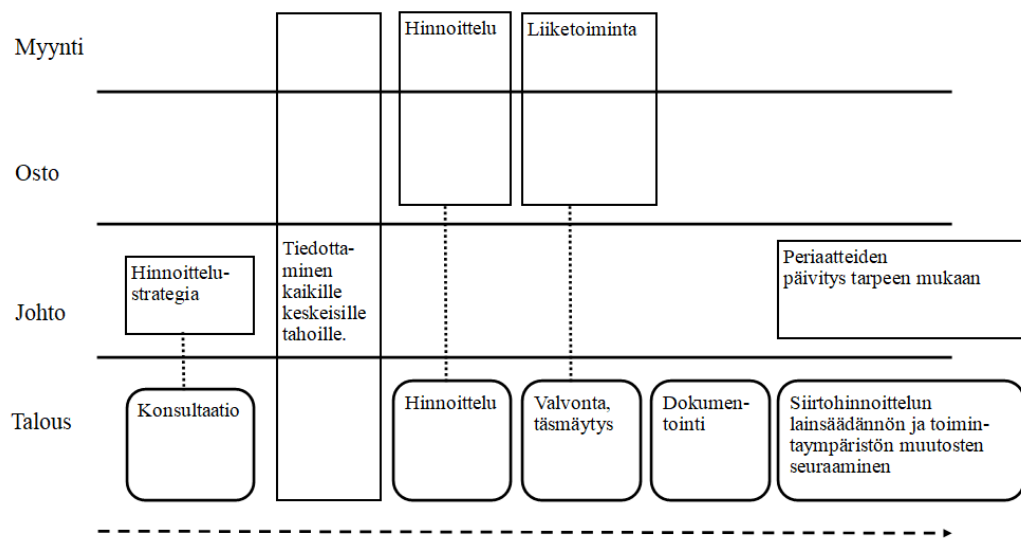 Myynti
Hinnoittelu
Liiketoiminta
Osto
Johto
Hinnoittelu-
strategia
Tiedotta-
minen
kaikille
keskeisille
tahoille.
Periaatteiden
päivitys tarpeen mukaan
Talous
Konsultaatio
Hinnoittelu
Valvonta,
täsmäytys
Dokumen-
tointi
Siirtohinnoittelun
lainsäädännön ja toimin-
taympäristön muutosten
seuraaminen